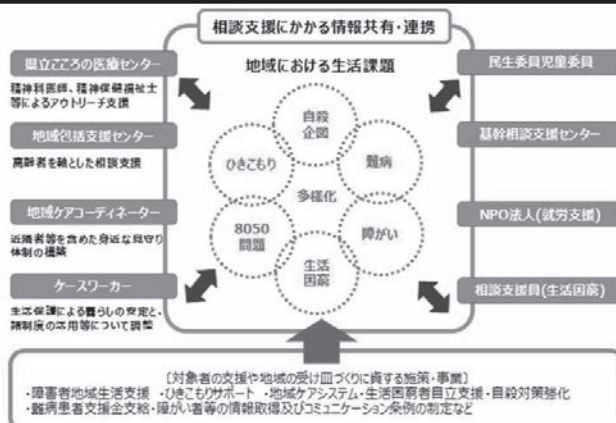 相談支援にかかる情報共有・連携
地域における生活課題
県立こころの医療センター
精神科医師、精神保健福祉士
等によるアウトリーチ支援
地域包括支援センター
高齢者を軸とした相談支援
地域ケアコーディネーター
近隣者等を含めた身近な見守り
体制の構築
ケースワーカー
生活保護による暮らしの安定と、
諸制度の活用等について調整
自殺
企図
ひきこもり
難病
多様化
8050
問題
障がい
生活
困窮
民生委員児童委員
基幹相談支援センター
NPO法人(就労支援)
相談支援員(生活困窮)
〔対象者の支援や地域の受け皿づくりに資する施策・事業〕
・障害者地域生活支援 ・ひきこもりサポート ・地域ケアシステム・生活困窮者自立支援・自殺対策強化
・難病患者支援金支給・障がい者等の情報取得及びコミュニケーション条例の制定など